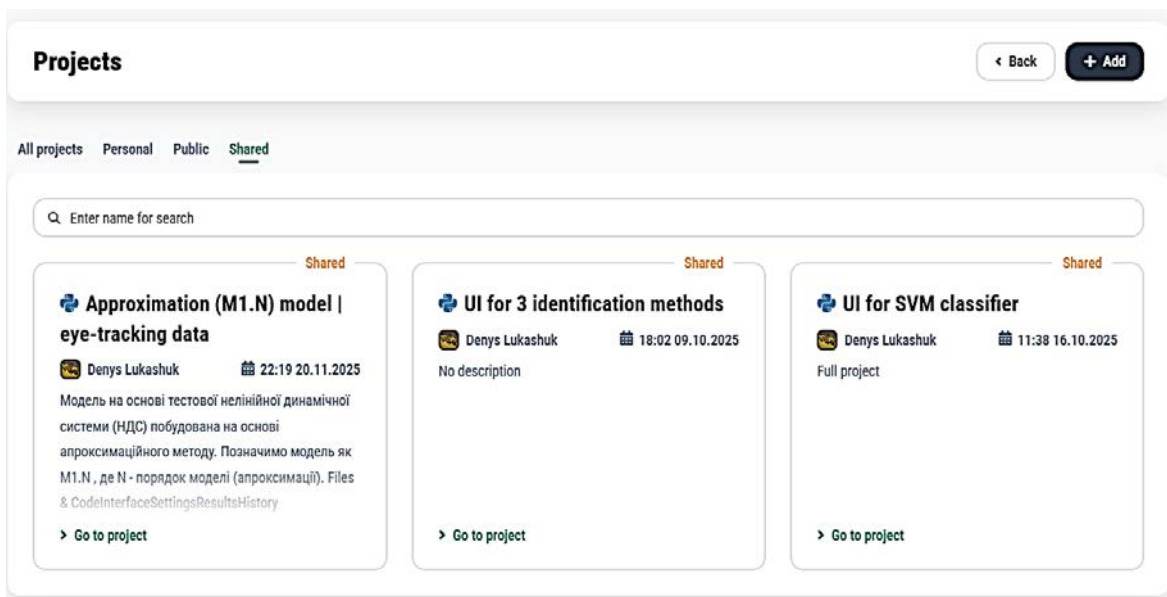 Projects
Back
Add
All projects Personal Public Shared
Enter name for search
Shared
Approximation (M1.N) model |
eye-tracking data
Denys Lukashuk 22:19 20.11.2025
Модель на основі тестової нелінійної динамічної
системи (НДС) побудована на основі
апроксимаційного методу. Позначимо модель як
M1.N , де N - порядок моделі (апроксимації). Files
& CodeInterfaceSettingsResultsHistory
Go to project
Shared
UI for 3 identification methods
Denys Lukashuk 18:02 09.10.2025
No description
Go to project
Shared
UI for SVM classifier
Denys Lukashuk 11:38 16.10.2025
Full project
Go to project